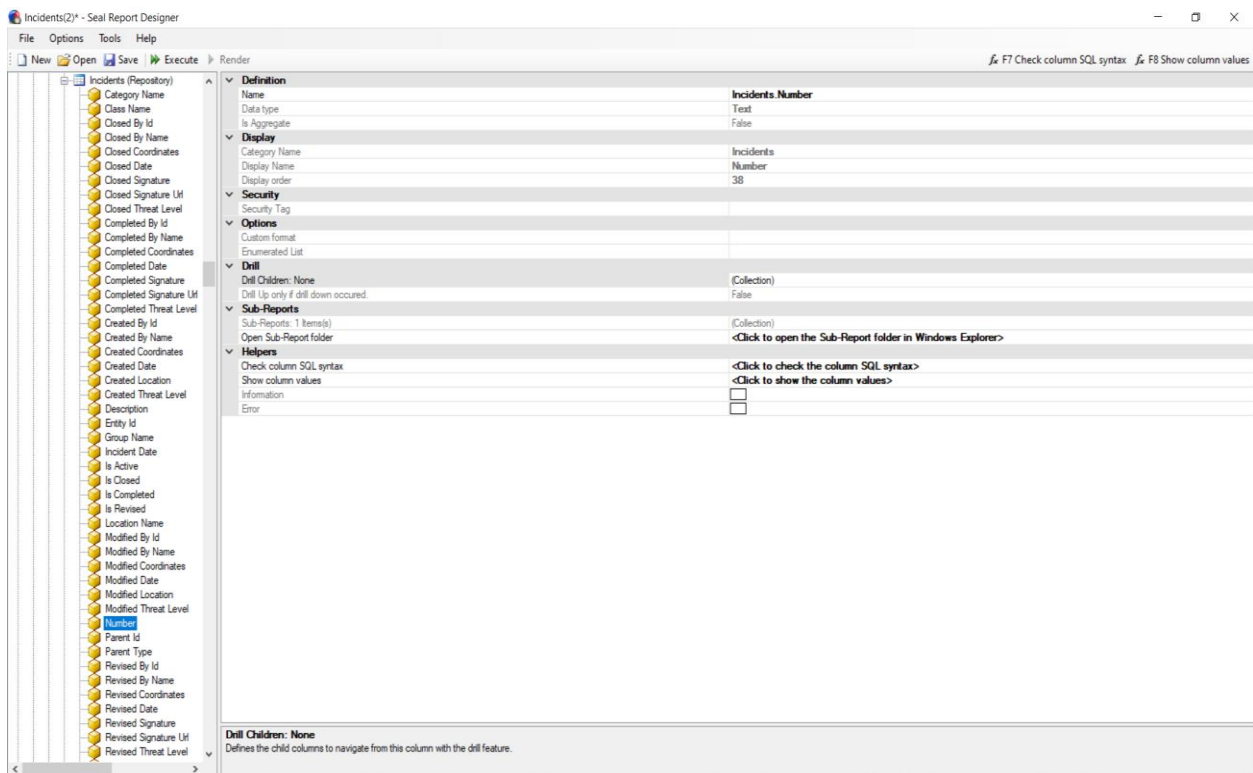 Incidents(2)* - Seal Report Designer
File Options Tools Help
New Open Save Execute Render
fx F7 Check column SQL syntax fx F8 Show column values
Incidents (Repository)
Category Name
Class Name
Closed By Id
Closed By Name
Closed Coordinates
Closed Date
Closed Signature
Closed Signature Url
Closed Threat Level
Completed By Id
Completed By Name
Completed Coordinates
Completed Date
Completed Signature
Completed Signature Url
Completed Threat Level
Created By Id
Created By Name
Created Coordinates
Created Date
Created Location
Created Threat Level
Description
Entity Id
Group Name
Incident Date
Is Active
Is Closed
Is Completed
Is Revised
Location Name
Modified By Id
Modified By Name
Modified Coordinates
Modified Date
Modified Location
Modified Threat Level
Number
Parent Id
Parent Type
Revised By Id
Revised By Name
Revised Coordinates
Revised Date
Revised Signature
Revised Signature Url
Revised Threat Level
Definition
Name Incidents.Number
Data type Text
Is Aggregate False
Display
Category Name Incidents
Display Name Number
Display order 38
Security
Security Tag
Options
Custom format
Enumerated List
Drill
Drill Children: None (Collection)
Drill Up only if drill down occured. False
Sub-Reports
Sub-Reports: 1 Items(s) (Collection)
Open Sub-Report folder <Click to open the Sub-Report folder in Windows Explorer>
Helpers
Check column SQL syntax <Click to check the column SQL syntax>
Show column values <Click to show the column values>
Information
Error
Drill Children: None
Defines the child columns to navigate from this column with the drill feature.